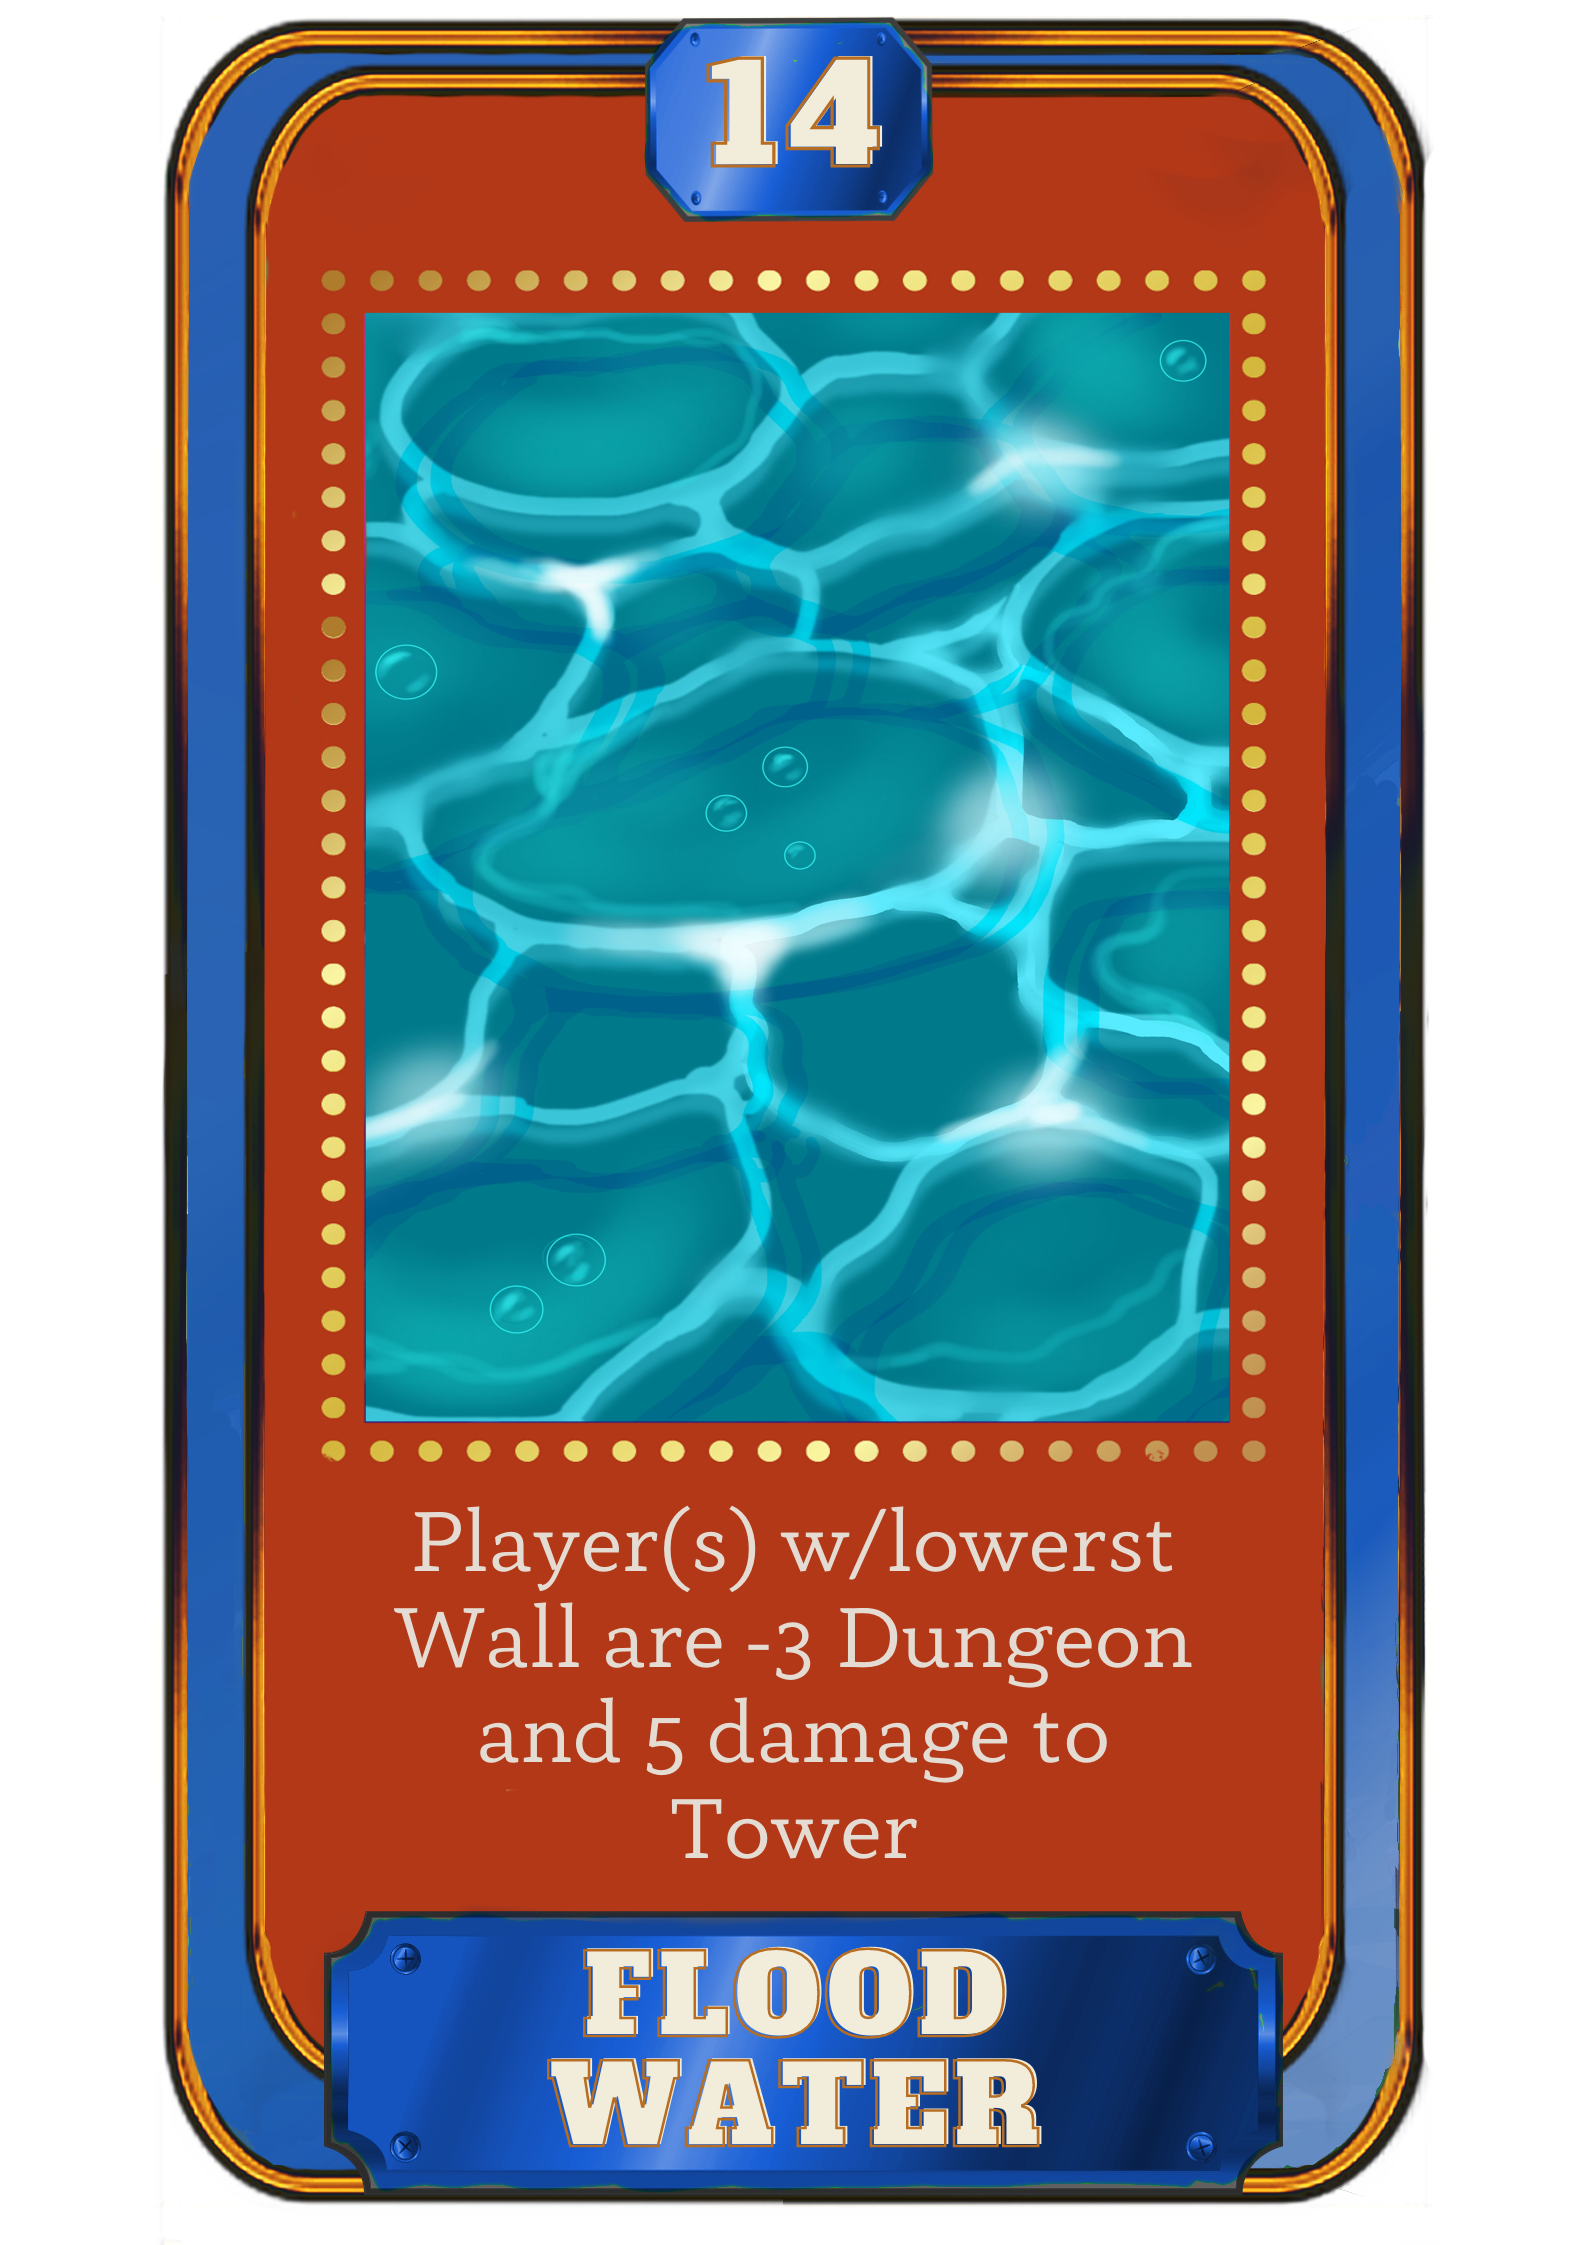 14
Player(s) w/lowerst
Wall are -3 Dungeon
and 5 damage to
Tower
FLOOD
WATER